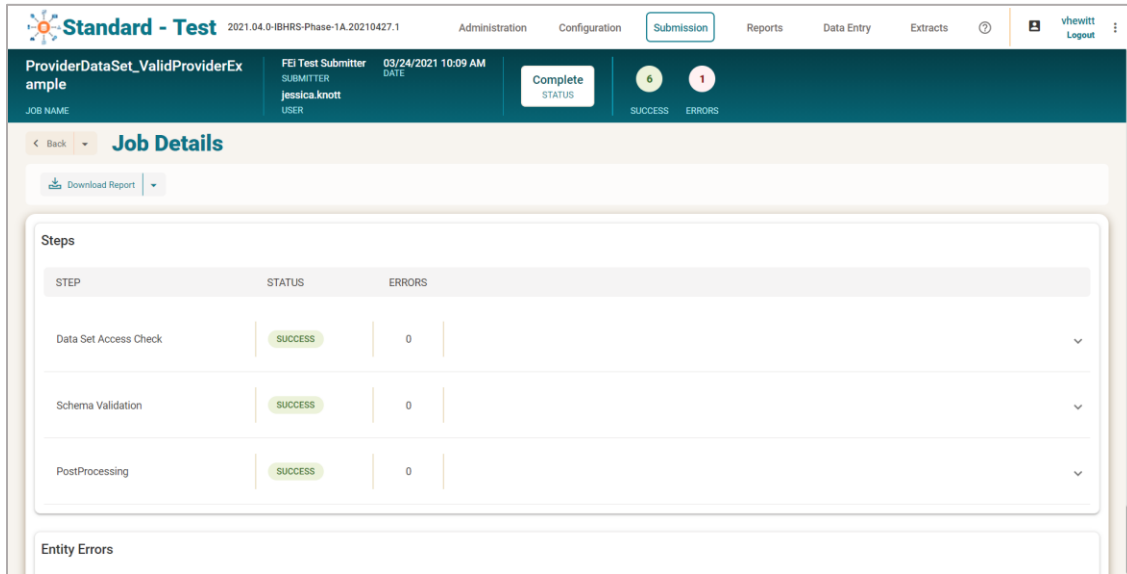 Standard - Test 2021.04.0-IBHRS-Phase-1A.20210427.1 Administration Configuration Submission Reports Data Entry Extracts vhewitt
Logout
ProviderDataSet_ValidProviderEx
ample
JOB NAME
FEi Test Submitter
SUBMITTER
jessica.knott
USER
03/24/2021 10:09 AM
DATE
Complete
STATUS
6
SUCCESS
1
ERRORS
Back
Job Details
Download Report
Steps
STEP STATUS ERRORS
Data Set Access Check SUCCESS 0
Schema Validation SUCCESS 0
PostProcessing SUCCESS 0
Entity Errors